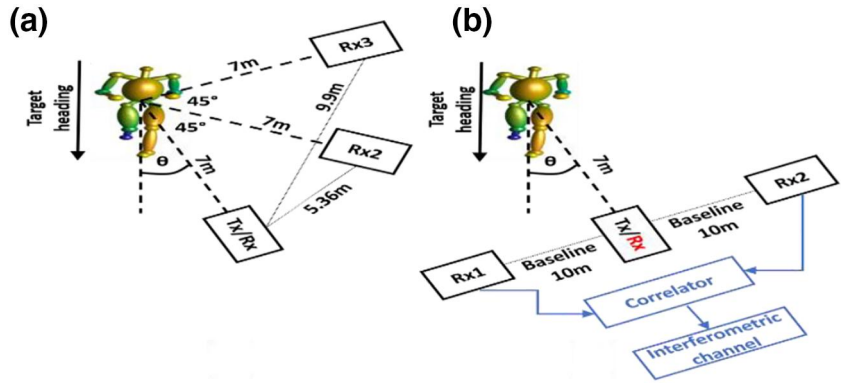 (a)
Target
heading
θ
45°
45°
7m
7m
7m
9.9m
5.36m
Rx3
Rx2
Tx/Rx
(b)
Target
heading
θ
7m
Rx2
Tx/Rx
Rx1
Baseline
10m
Baseline
10m
Correlator
Interferometric
channel